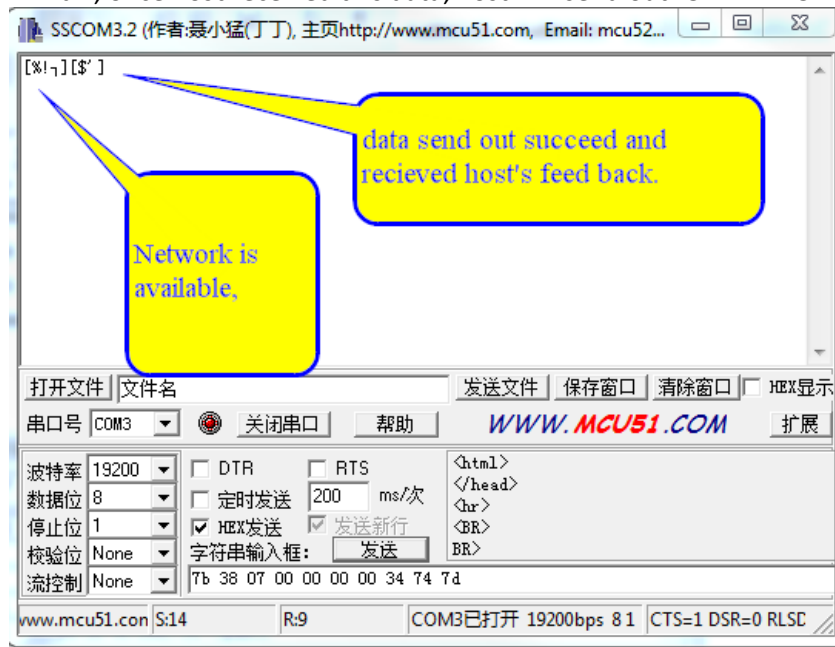 SSCOM3.2 (作者:聂小猛(丁丁), 主页http://www.mcu51.com, Email: mcu52...
[%!┐][$′]
data send out succeed and
recieved host's feed back.
Network is
available,
打开文件 文件名 发送文件 保存窗口 清除窗口 HEX显示
串口号 COM3 关闭串口 帮助 WWW.MCU51.COM 扩展
波特率 19200 DTR RTS
数据位 8 定时发送 200 ms/次
停止位 1 HEX发送 发送新行
校验位 None 字符串输入框: 发送
流控制 None 7b 38 07 00 00 00 00 34 74 7d
<html>
</head>
<hr>
<BR>
BR>
www.mcu51.con S:14 R:9 COM3已打开 19200bps 8 1 CTS=1 DSR=0 RLSD